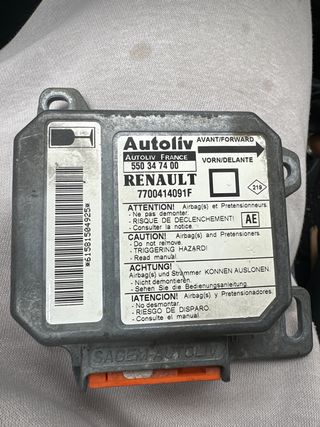 Autoliv
AUTOLIV FRANCE
550 34 74 00
RENAULT
7700414091F
AVANT/FORWARD
VORN/DELANTE
219
ATTENTION! Airbag(s) et Pretensionneurs.
- Ne pas demonter.
- RISQUE DE DECLENCHEMENT!
- Consulter la notice.
AE
CAUTION! Airbag(s) and Pretensioners.
- Do not remove.
- TRIGGERING HAZARD!
- Read manual.
ACHTUNG!
Airbag(s) und Strammer KONNEN AUSLONEN.
- Nicht demontieren.
- Sehen Sie die Bedienungsanleitung
¡ATENCION! Airbag(s) y Pretensionadores.
- No desmontar.
- RIESGO DE DISPARO.
- Consulte el manual.
*61581504925*